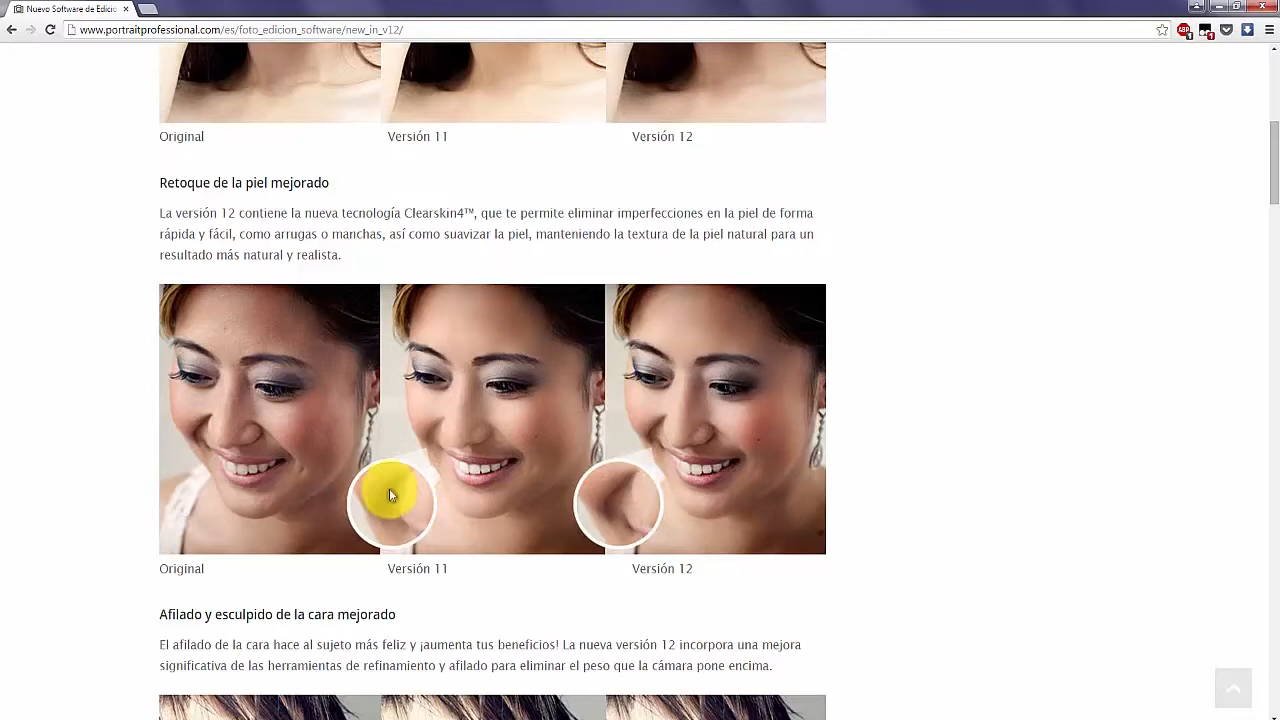 Nuevo Software de Edicio
www.portraitprofessional.com/es/foto_edicion_software/new_in_v12/
Original Versión 11 Versión 12
Retoque de la piel mejorado
La versión 12 contiene la nueva tecnología Clearskin4™, que te permite eliminar imperfecciones en la piel de forma
rápida y fácil, como arrugas o manchas, así como suavizar la piel, manteniendo la textura de la piel natural para un
resultado más natural y realista.
Original Versión 11 Versión 12
Afilado y esculpido de la cara mejorado
El afilado de la cara hace al sujeto más feliz y ¡aumenta tus beneficios! La nueva versión 12 incorpora una mejora
significativa de las herramientas de refinamiento y afilado para eliminar el peso que la cámara pone encima.